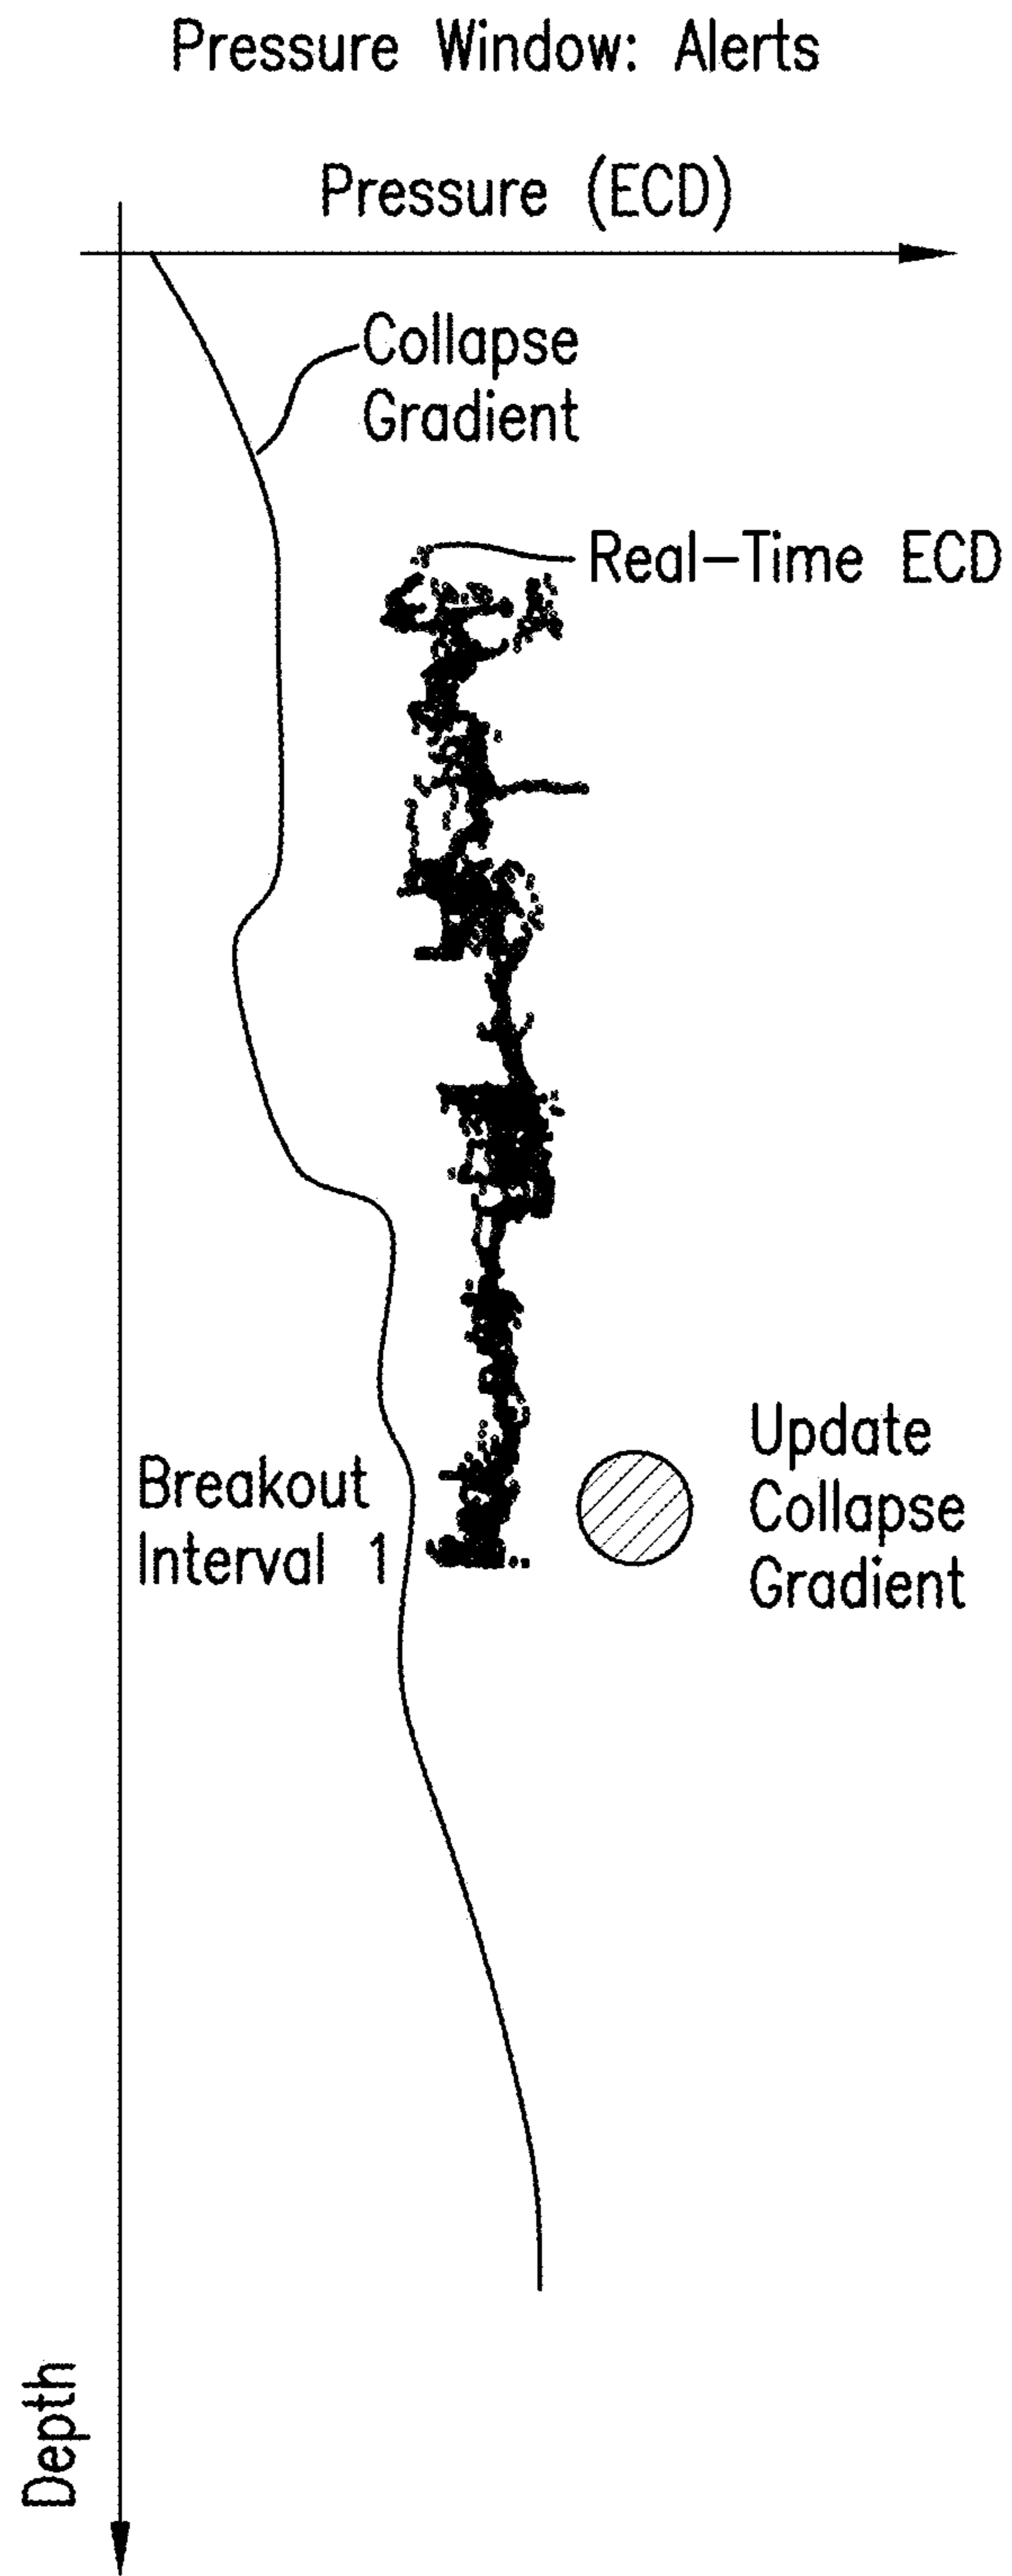 Pressure Window: Alerts
Pressure (ECD)
Collapse
Gradient
Real-Time ECD
Breakout
Interval 1
Update
Collapse
Gradient
Depth